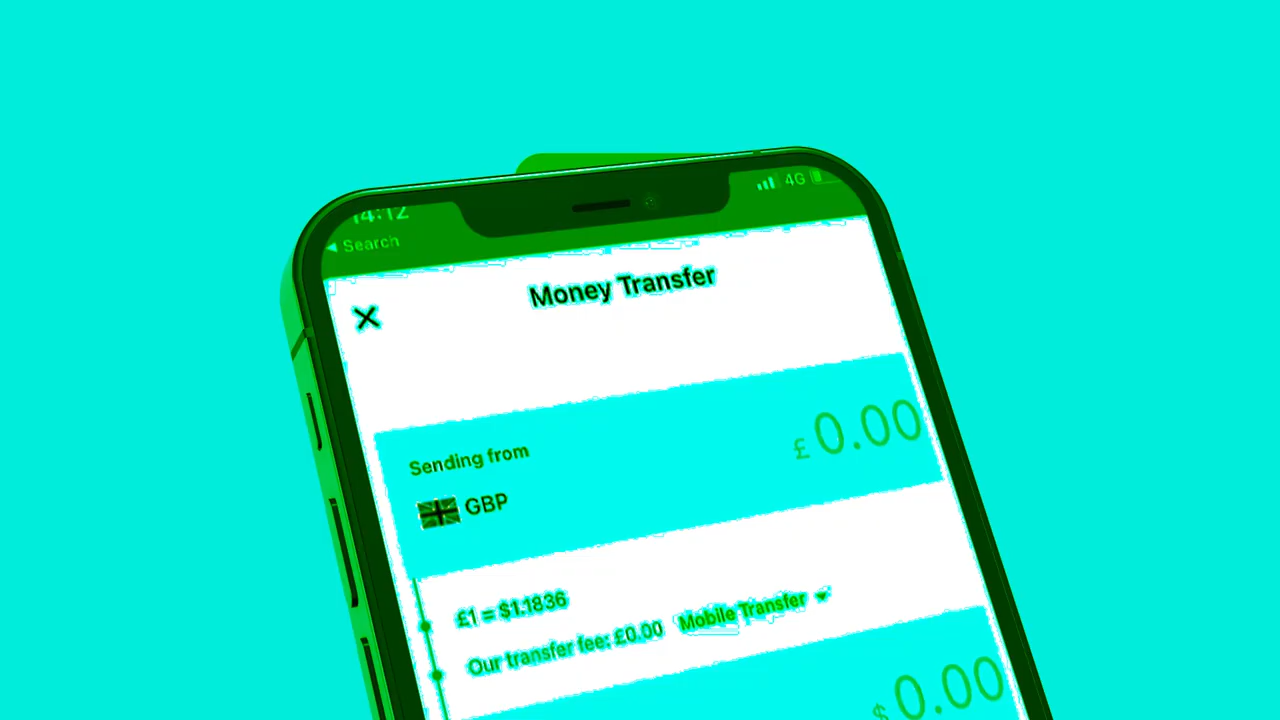 14:12
4G
Search
Money Transfer
£0.00
Sending from
GBP
£1 = $1.1836
Our transfer fee: £0.00 Mobile Transfer
$0.00